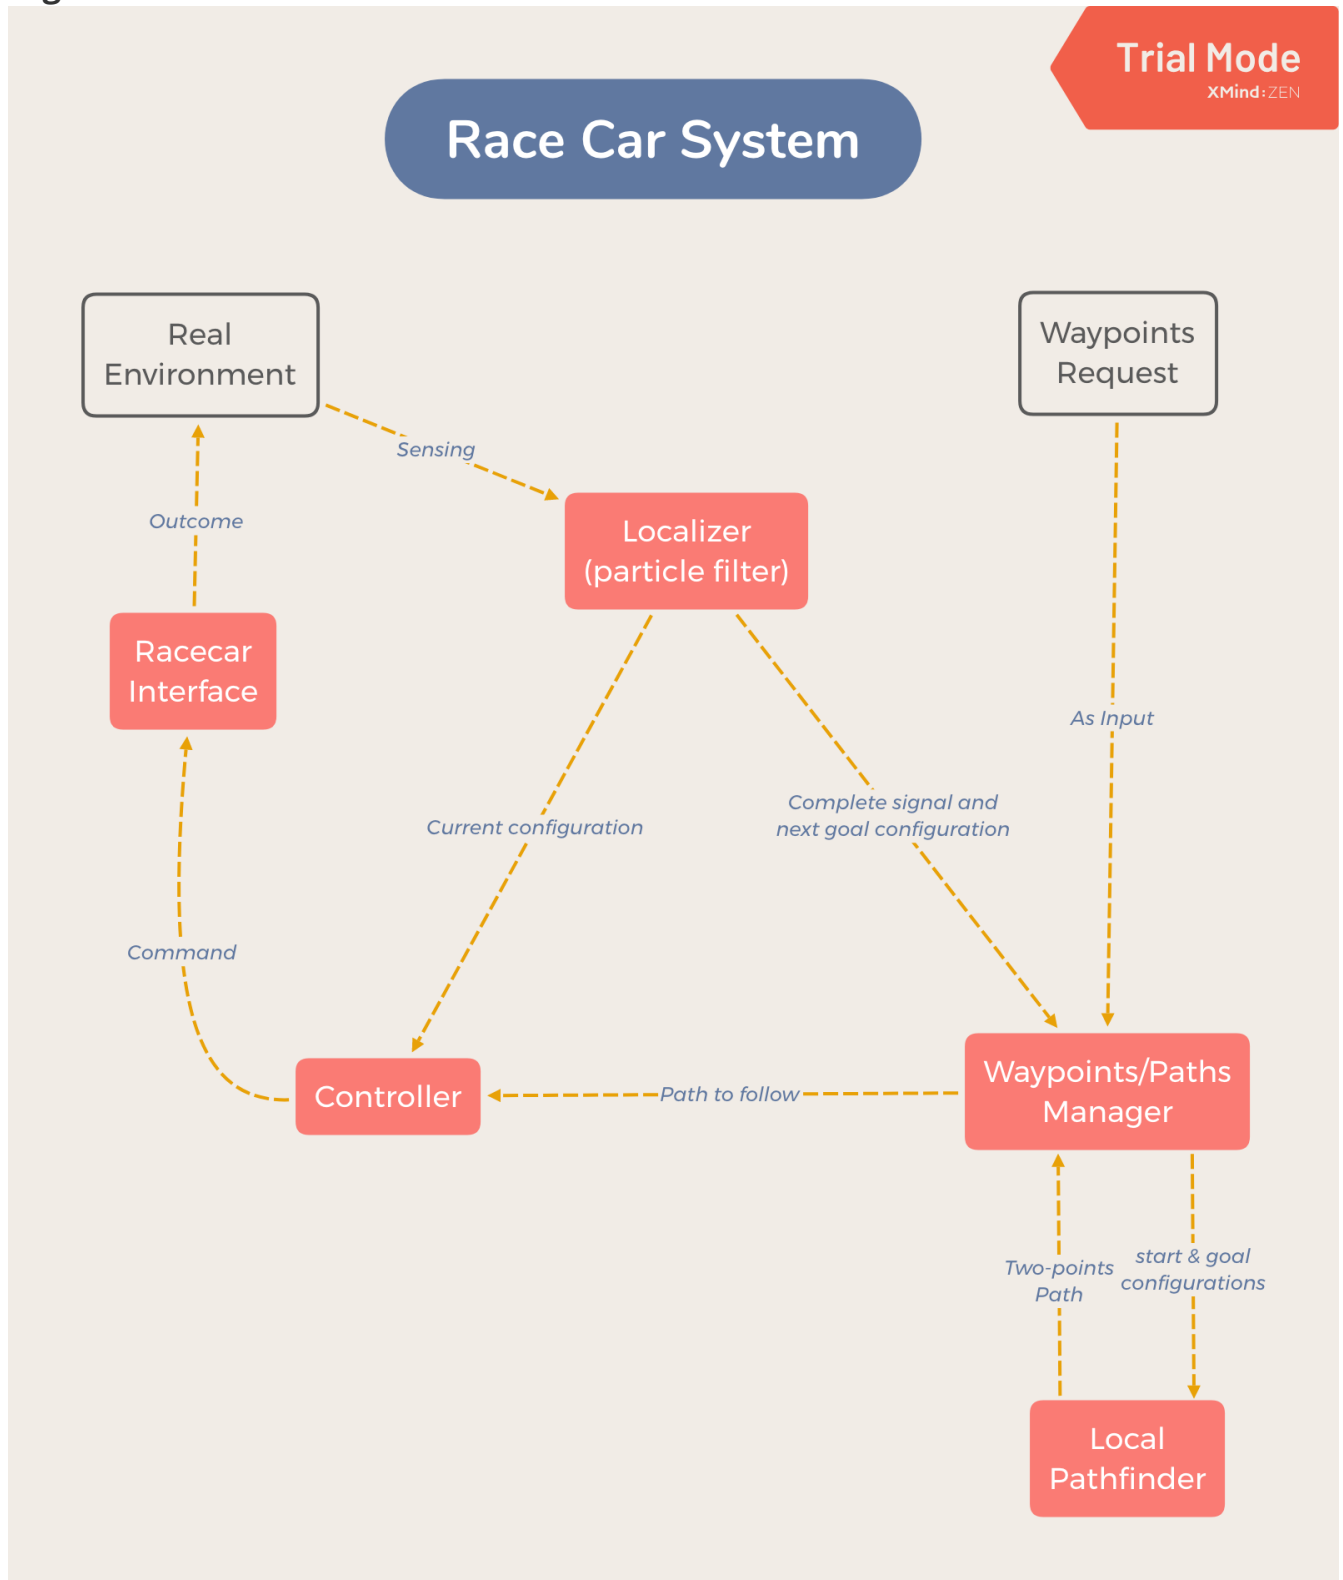 Trial Mode
XMind:ZEN
Race Car System
Real
Environment
Waypoints
Request
Sensing
Outcome
Localizer
(particle filter)
Racecar
Interface
As Input
Complete signal and
next goal configuration
Current configuration
Command
Waypoints/Paths
Manager
Controller
Path to follow
Two-points
Path
start & goal
configurations
Local
Pathfinder